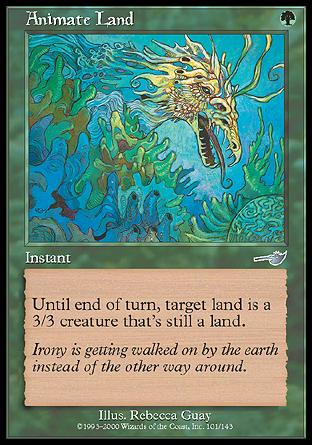 Animate Land
Instant
Until end of turn, target land is a
3/3 creature that's still a land.
Irony is getting walked on by the earth
instead of the other way around.
Illus. Rebecca Guay
©1993-2000 Wizards of the Coast, Inc. 101/143